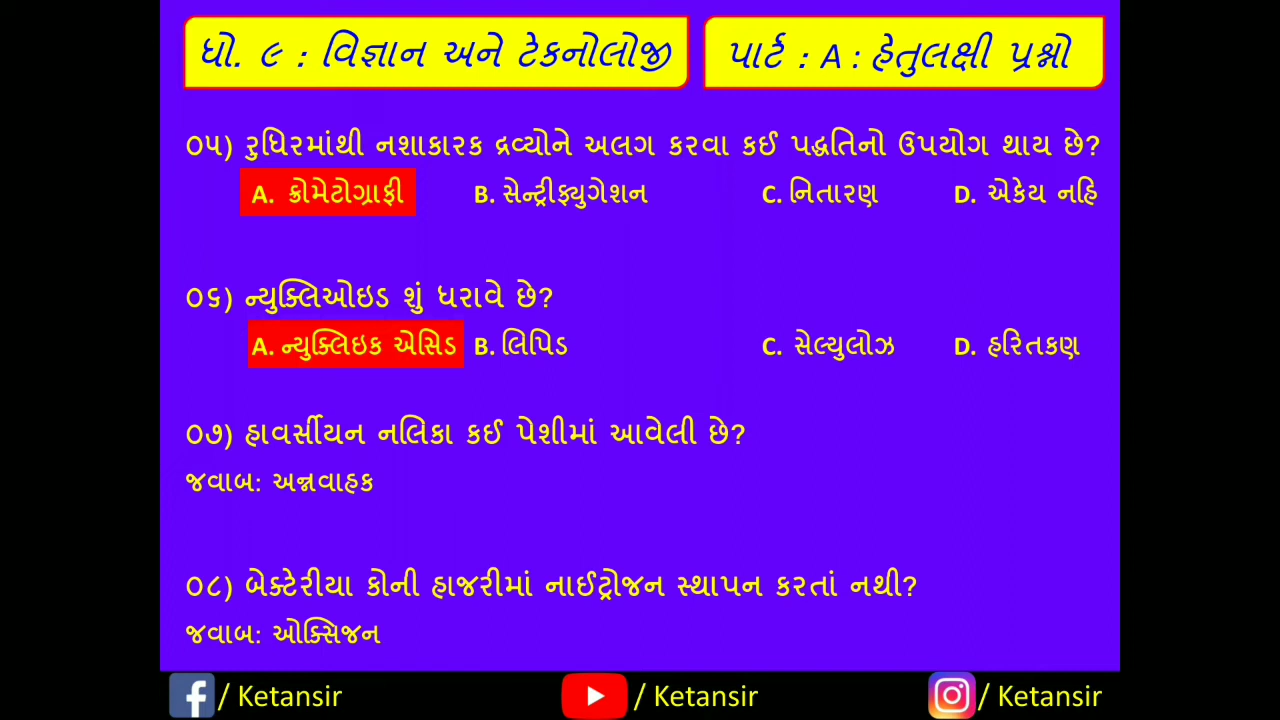 ધો. ૯ : વિજ્ઞાન અને ટેકનોલોજી
પાર્ટ : A : હેતુલક્ષી પ્રશ્નો
૦૫) રુધિરમાંથી નશાકારક દ્રવ્યોને અલગ કરવા કઈ પદ્ધતિનો ઉપયોગ થાય છે?
A. ક્રોમેટોગ્રાફી B. સેન્ટ્રીફ્યુગેશન C. નિતારણ D. એકેય નહિ
૦૬) ન્યુક્લિઓઇડ શું ધરાવે છે?
A. ન્યુક્લિઇક એસિડ B. લિપિડ C. સેલ્યુલોઝ D. હરિતકણ
૦૭) હાવર્સીયન નલિકા કઈ પેશીમાં આવેલી છે?
જવાબ: અન્નવાહક
૦૮) બેક્ટેરીયા કોની હાજરીમાં નાઈટ્રોજન સ્થાપન કરતાં નથી?
જવાબ: ઓક્સિજન
/ Ketansir / Ketansir / Ketansir